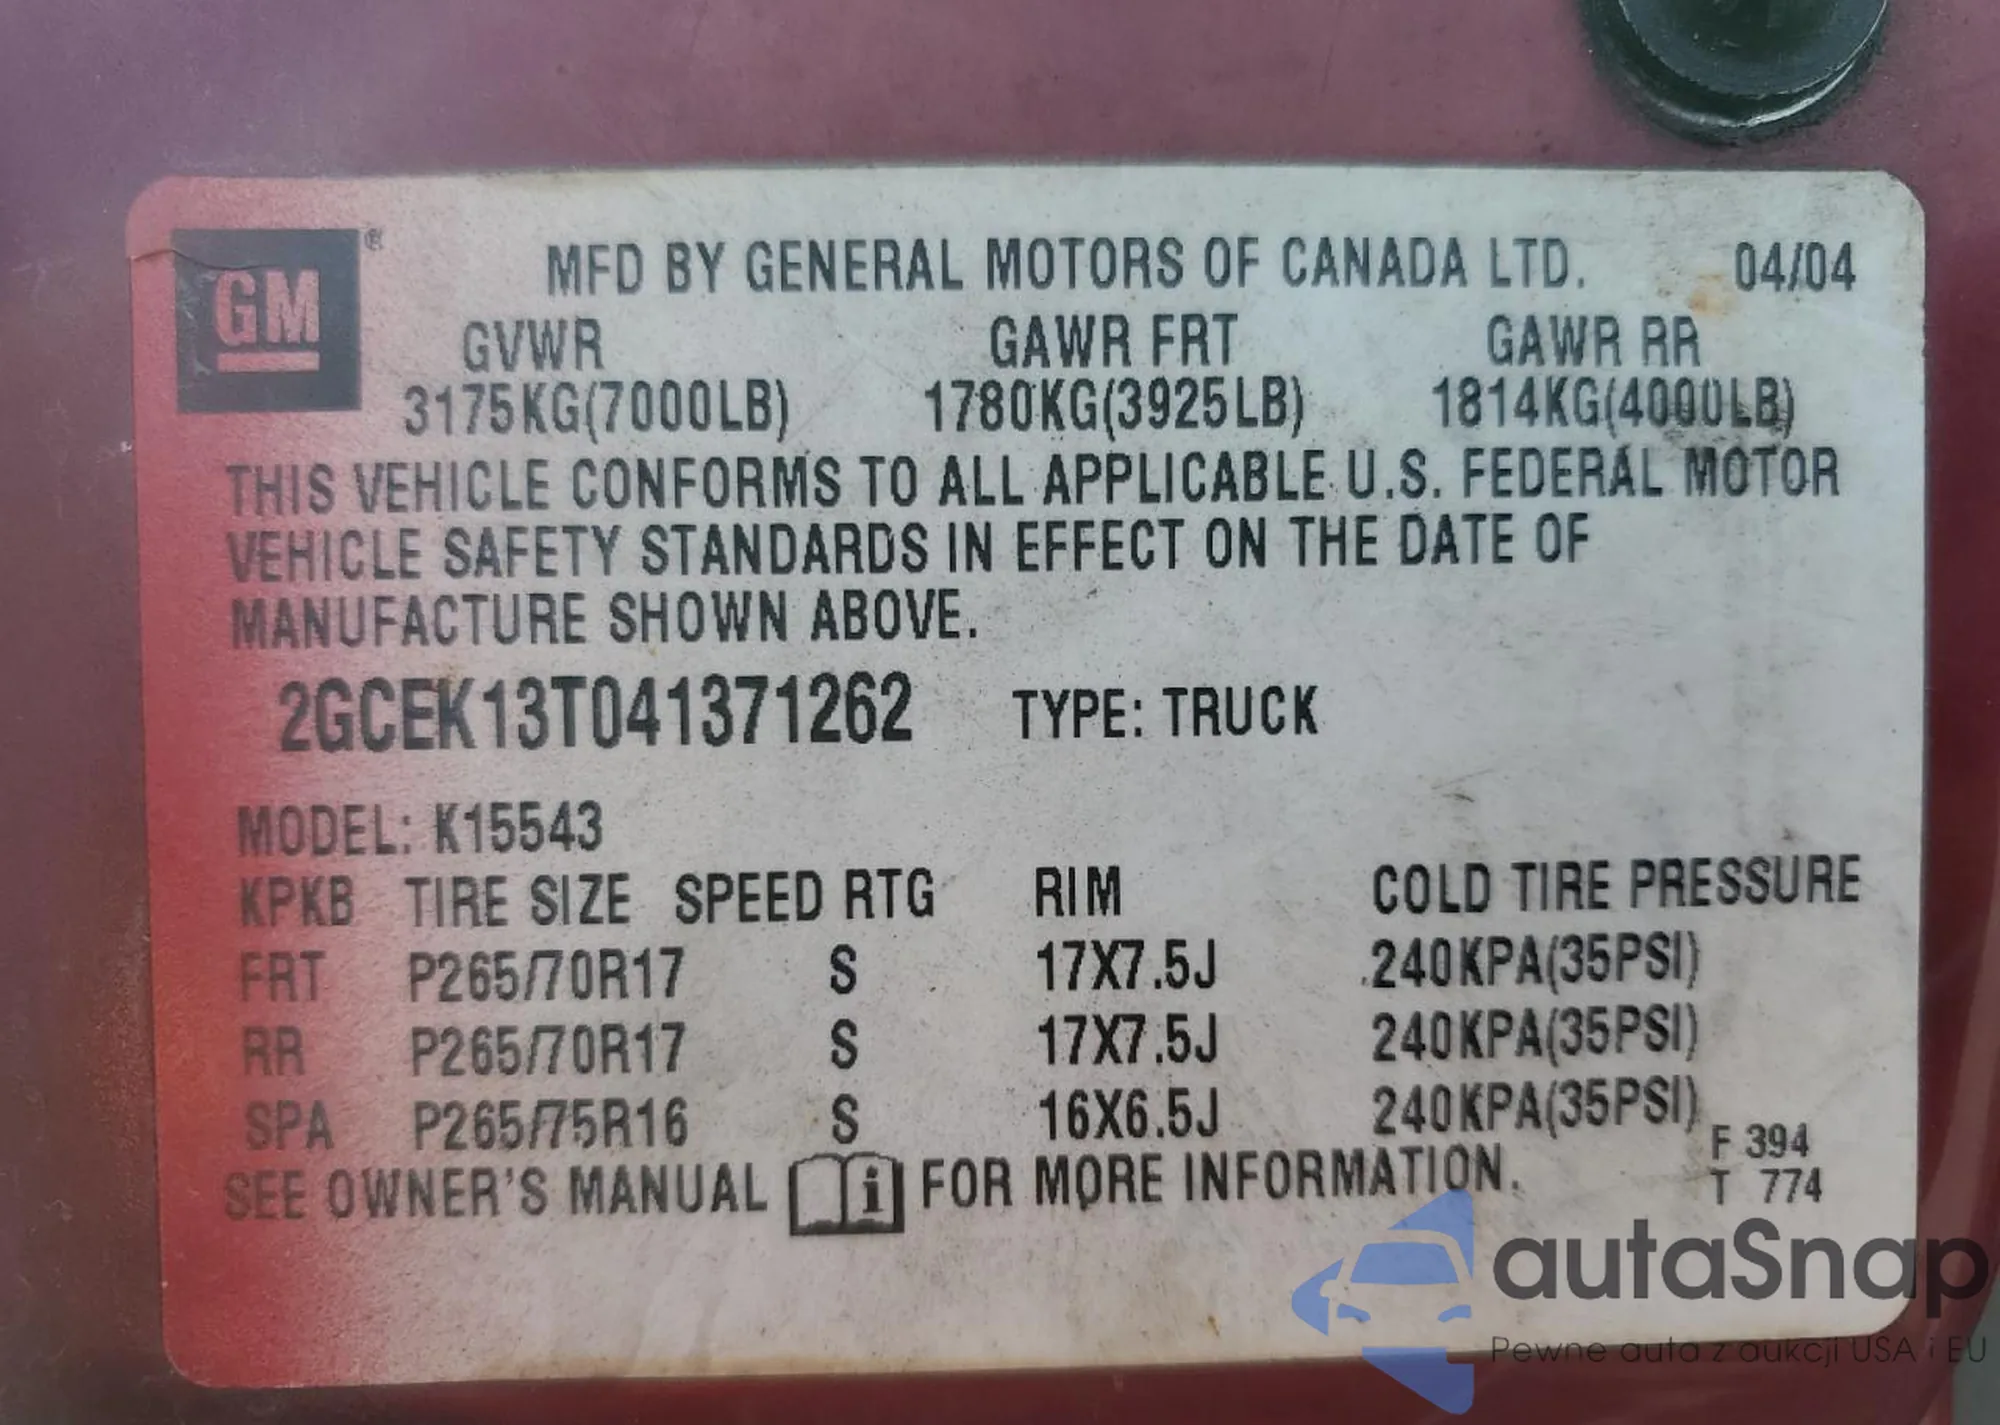 GM®
MFD BY GENERAL MOTORS OF CANADA LTD. 04/04
GVWR GAWR FRT GAWR RR
3175KG(7000LB) 1780KG(3925LB) 1814KG(4000LB)
THIS VEHICLE CONFORMS TO ALL APPLICABLE U.S. FEDERAL MOTOR
VEHICLE SAFETY STANDARDS IN EFFECT ON THE DATE OF
MANUFACTURE SHOWN ABOVE.
2GCEK13T041371262 TYPE: TRUCK
MODEL: K15543
KPKB TIRE SIZE SPEED RTG RIM COLD TIRE PRESSURE
FRT P265/70R17 S 17X7.5J 240KPA(35PSI)
RR P265/70R17 S 17X7.5J 240KPA(35PSI)
SPA P265/75R16 S 16X6.5J 240KPA(35PSI)
SEE OWNER'S MANUAL i FOR MORE INFORMATION.
F 394
T 774
autaSnap
Pewne auta z aukcji USA i EU